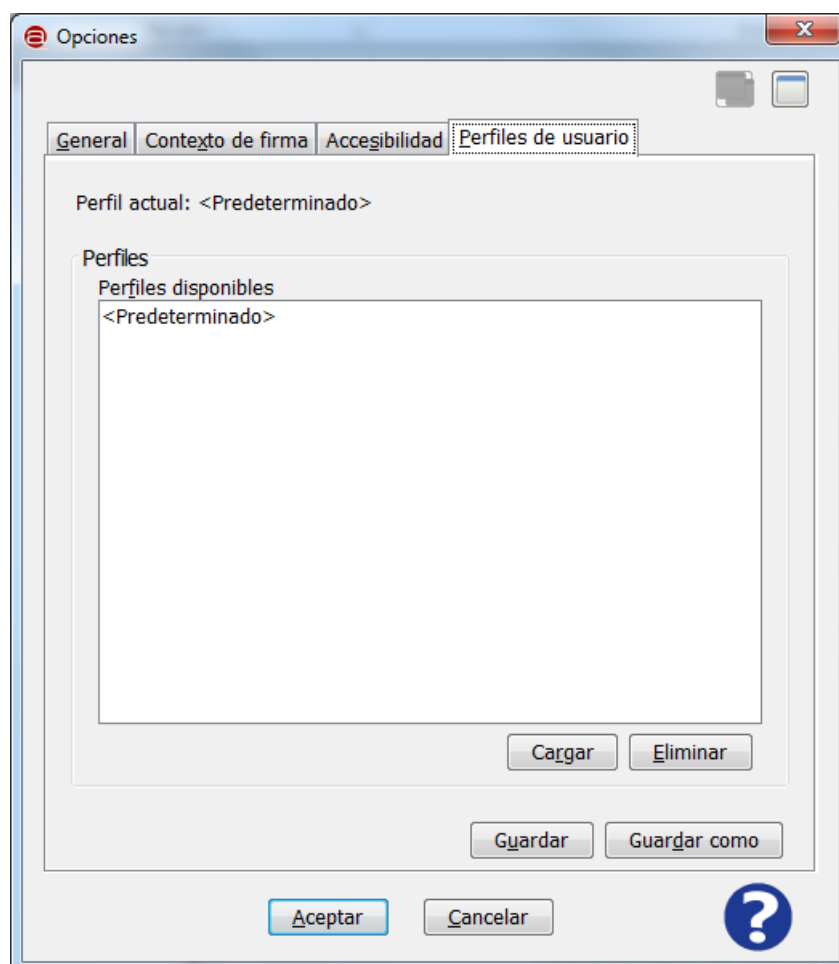 Opciones
General Contexto de firma Accesibilidad Perfiles de usuario
Perfil actual: <Predeterminado>
Perfiles
Perfiles disponibles
<Predeterminado>
Cargar Eliminar
Guardar Guardar como
Aceptar Cancelar ?